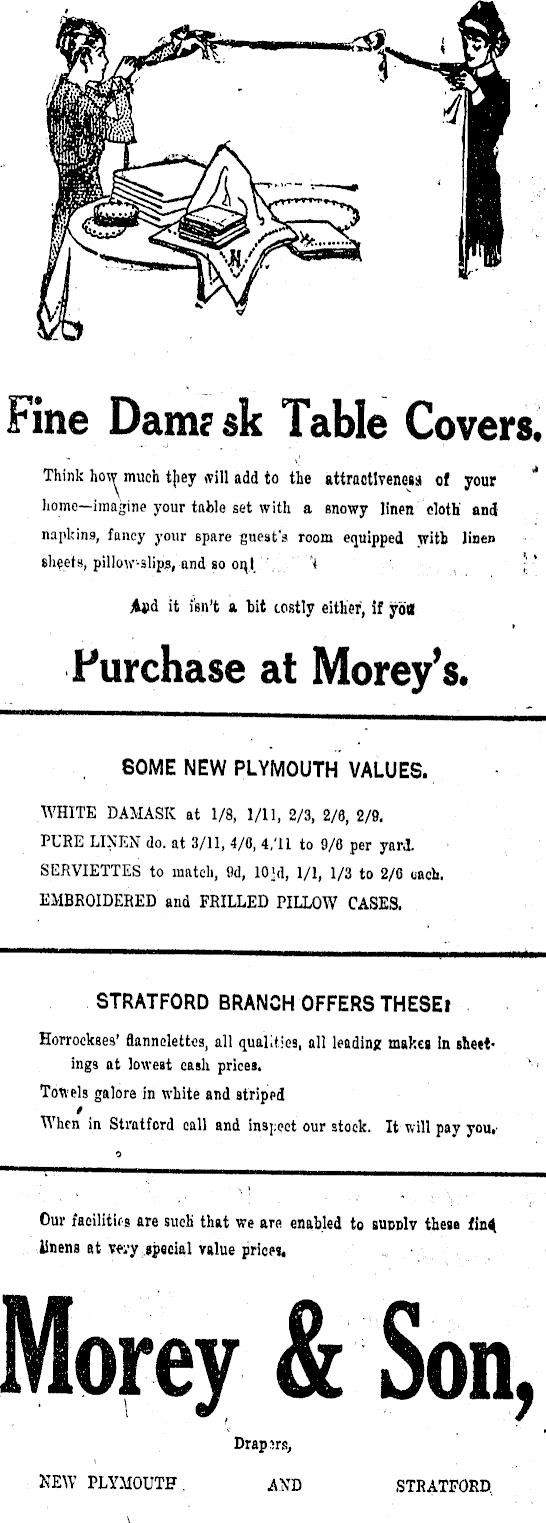 Fine Damask Table Covers.
Think how much they will add to the attractiveness of your
home—imagine your table set with a snowy linen cloth and
napkins, fancy your spare guest's room equipped with linen
sheets, pillow-slips, and so on!
And it isn't a bit costly either, if you
Purchase at Morey's.
SOME NEW PLYMOUTH VALUES.
WHITE DAMASK at 1/8, 1/11, 2/3, 2/6, 2/9.
PURE LINEN do. at 3/11, 4/6, 4/11 to 9/6 per yard.
SERVIETTES to match, 9d, 10½d, 1/1, 1/3 to 2/6 each.
EMBROIDERED and FRILLED PILLOW CASES.
STRATFORD BRANCH OFFERS THESE:
Horrockses' flannelettes, all qualities, all leading makes in sheet-
ings at lowest cash prices.
Towels galore in white and striped
When in Stratford call and inspect our stock. It will pay you.
Our facilities are such that we are enabled to supply these fine
linens at very special value prices.
Morey & Son,
Drapers,
NEW PLYMOUTH AND STRATFORD